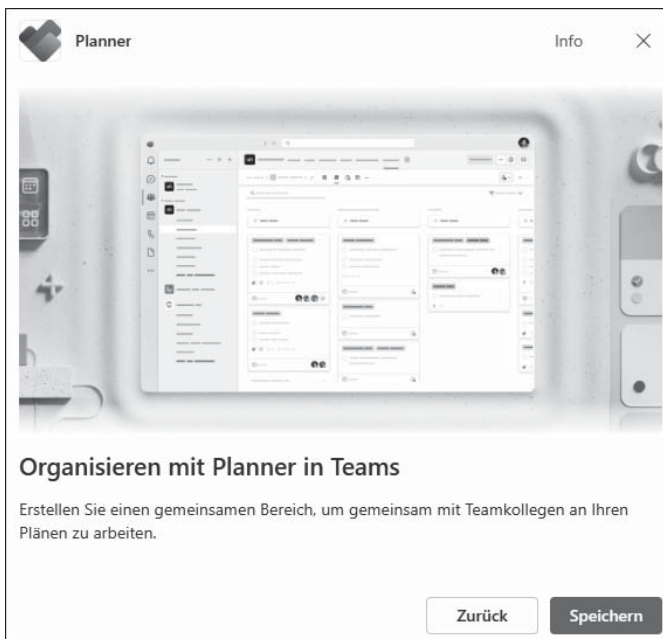 Planner
Info
Organisieren mit Planner in Teams
Erstellen Sie einen gemeinsamen Bereich, um gemeinsam mit Teamkollegen an Ihren
Plänen zu arbeiten.
Zurück
Speichern